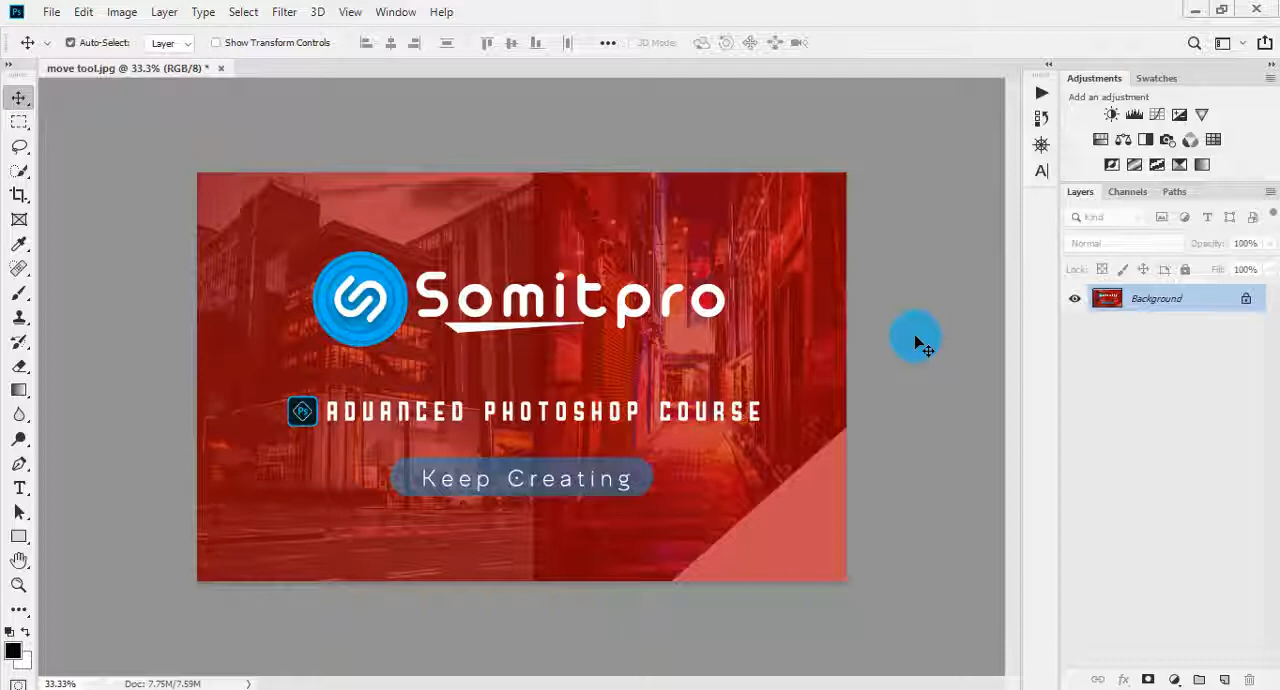 Ps File Edit Image Layer Type Select Filter 3D View Window Help
Auto-Select: Layer Show Transform Controls 3D Mode:
move tool.jpg @ 33.3% (RGB/8) *
Adjustments Swatches
Add an adjustment
Layers Channels Paths
Kind
Normal Opacity: 100%
Lock: Fill: 100%
Background
Somitpro
Ps ADVANCED PHOTOSHOP COURSE
Keep Creating
33.33% Doc: 7.75M/7.59M